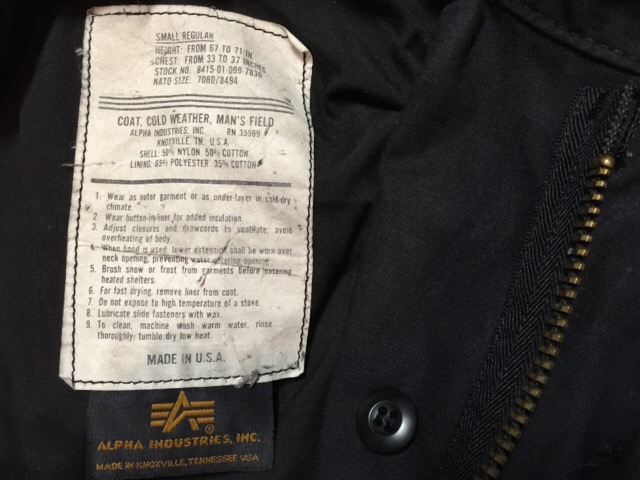 SMALL REGULAR
HEIGHT: FROM 67 TO 71 IN
CHEST: FROM 33 TO 37 INCHES
STOCK NO. 8415-01-099-7836
NATO SIZE: 7080/8494
COAT, COLD WEATHER, MAN'S FIELD
ALPHA INDUSTRIES, INC. RN 35569
KNOXVILLE, TN. U.S.A.
SHELL: 50% NYLON 50% COTTON
LINING: 65% POLYESTER 35% COTTON
1. Wear as outer garment or as under-layer in cold-dry
climate.
2. Wear button-in liner for added insulation.
3. Adjust closures and drawcords to ventilate; avoid
overheating of body.
4. When hood is used, lower extension shall be worn over
neck opening, preventing water entering opening.
5. Brush snow or frost from garments before entering
heated shelters.
6. For fast drying, remove liner from coat.
7. Do not expose to high temperature of a stove.
8. Lubricate slide fasteners with wax.
9. To clean, machine wash warm water, rinse
thoroughly; tumble dry low heat.
MADE IN U.S.A.
ALPHA INDUSTRIES, INC.
MADE IN KNOXVILLE, TENNESSEE USA